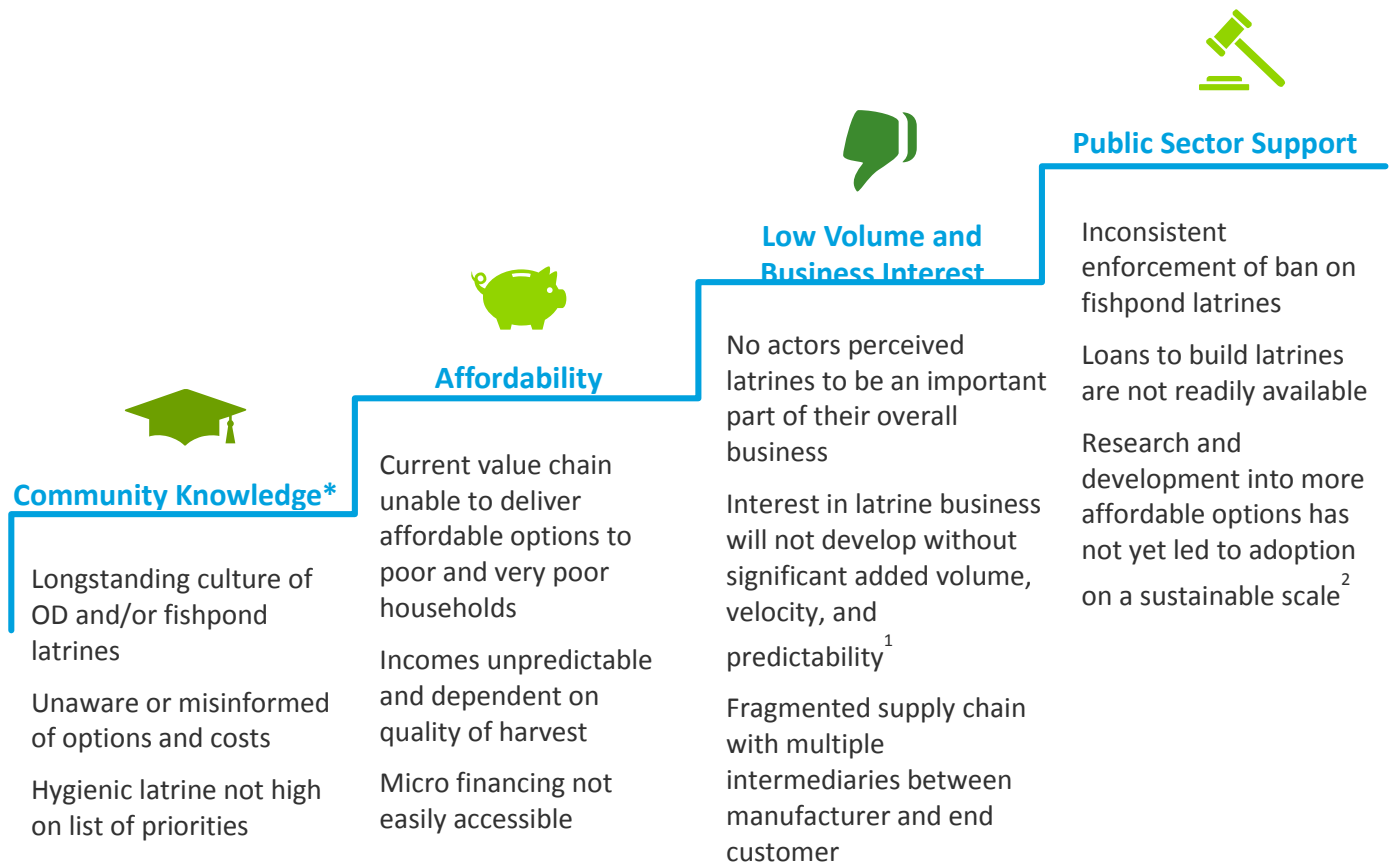 Community Knowledge*
Longstanding culture of
OD and/or fishpond
latrines
Unaware or misinformed
of options and costs
Hygienic latrine not high
on list of priorities
Affordability
Current value chain
unable to deliver
affordable options to
poor and very poor
households
Incomes unpredictable
and dependent on
quality of harvest
Micro financing not
easily accessible
Low Volume and
Business Interest
No actors perceived
latrines to be an important
part of their overall
business
Interest in latrine business
will not develop without
significant added volume,
velocity, and
predictability1
Fragmented supply chain
with multiple
intermediaries between
manufacturer and end
customer
Public Sector Support
Inconsistent
enforcement of ban on
fishpond latrines
Loans to build latrines
are not readily available
Research and
development into more
affordable options has
not yet led to adoption
on a sustainable scale2